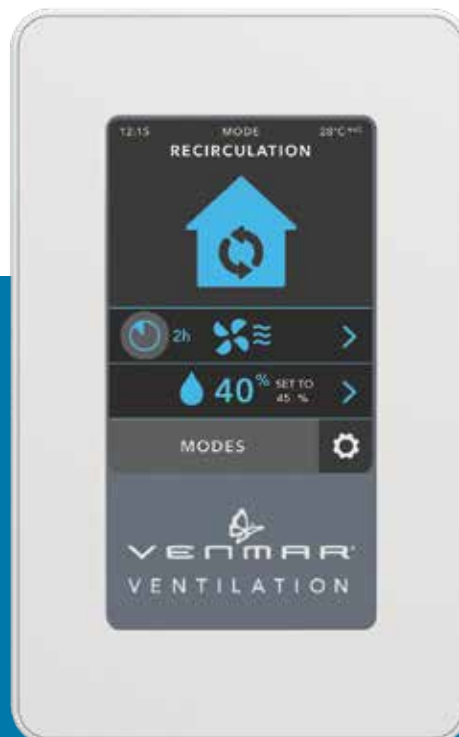 12:15 MODE 28°C
RECIRCULATION
2h
40% SET TO
45 %
MODES
VENMAR
VENTILATION